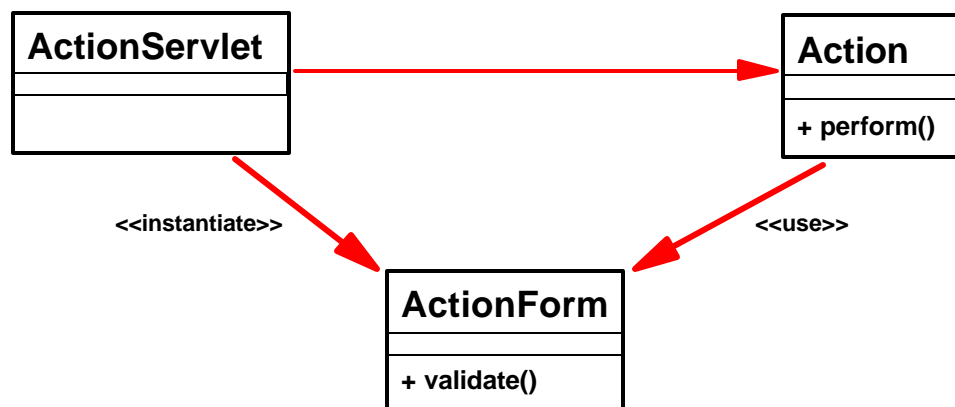 ActionServlet
Action
+ perform()
<<instantiate>>
<<use>>
ActionForm
+ validate()